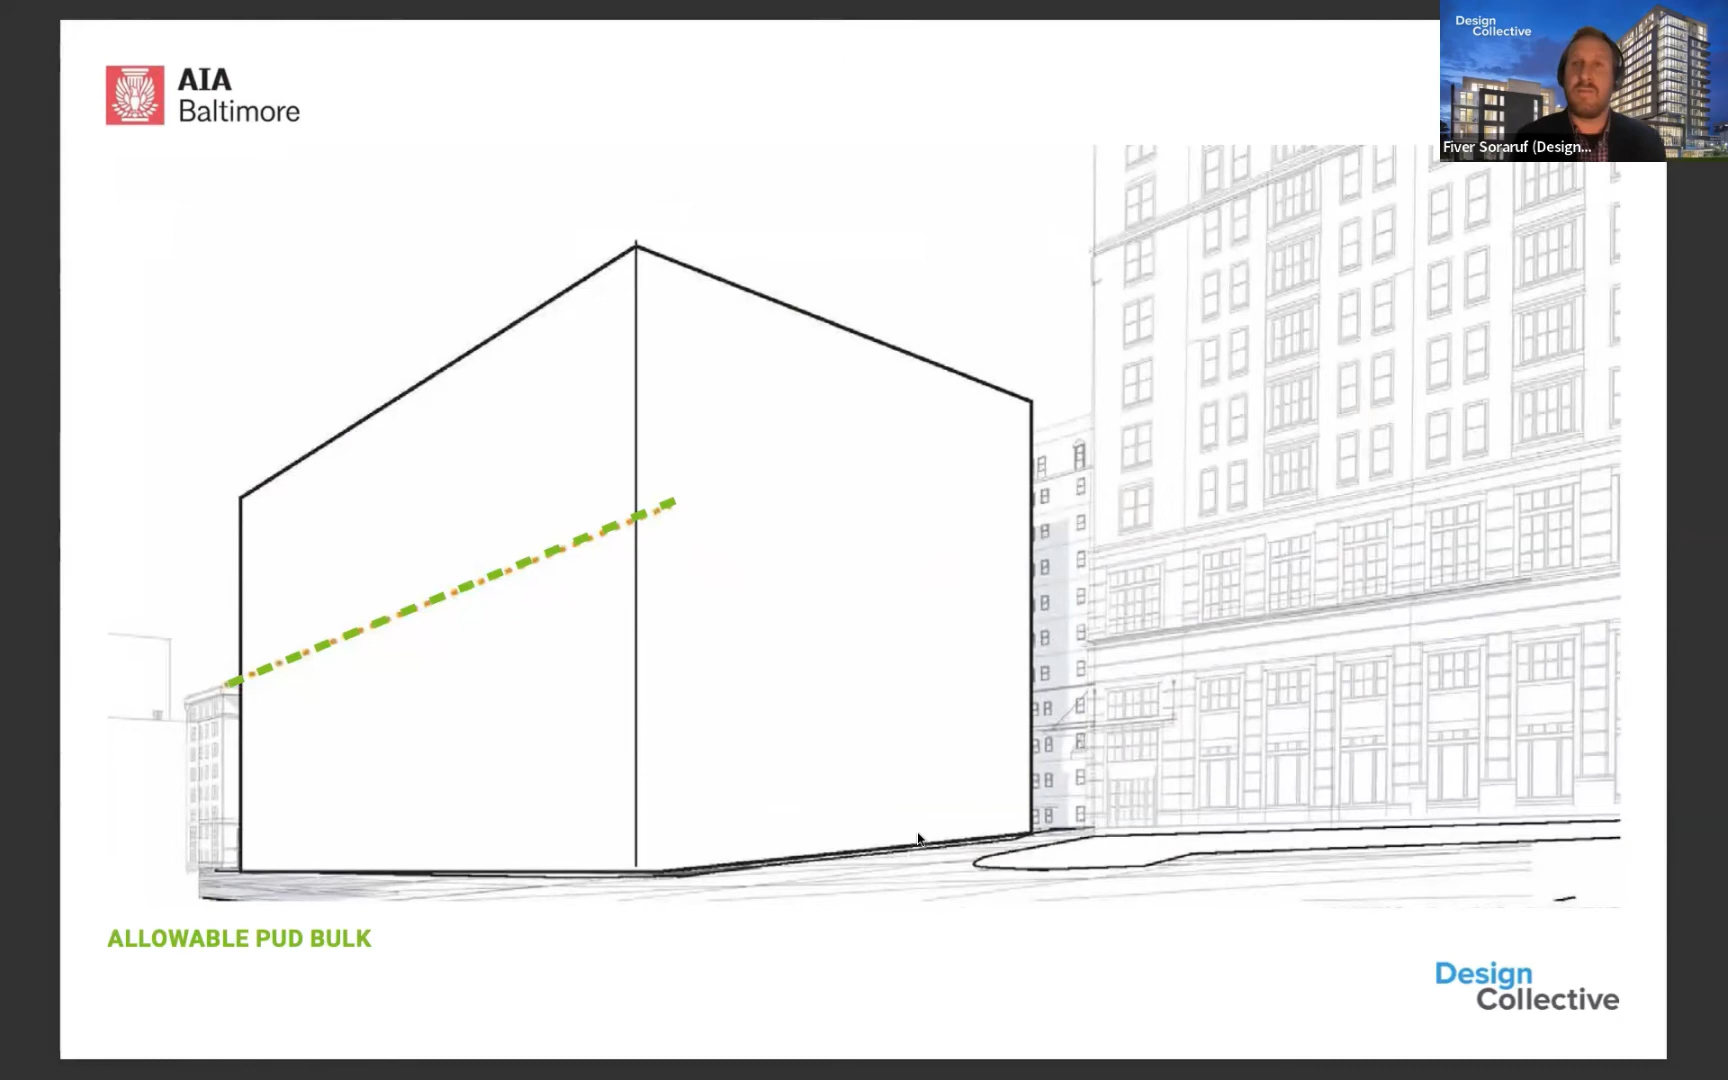 AIA
Baltimore
Design
Collective
Fiver Soraruf (Design...
ALLOWABLE PUD BULK
Design
Collective